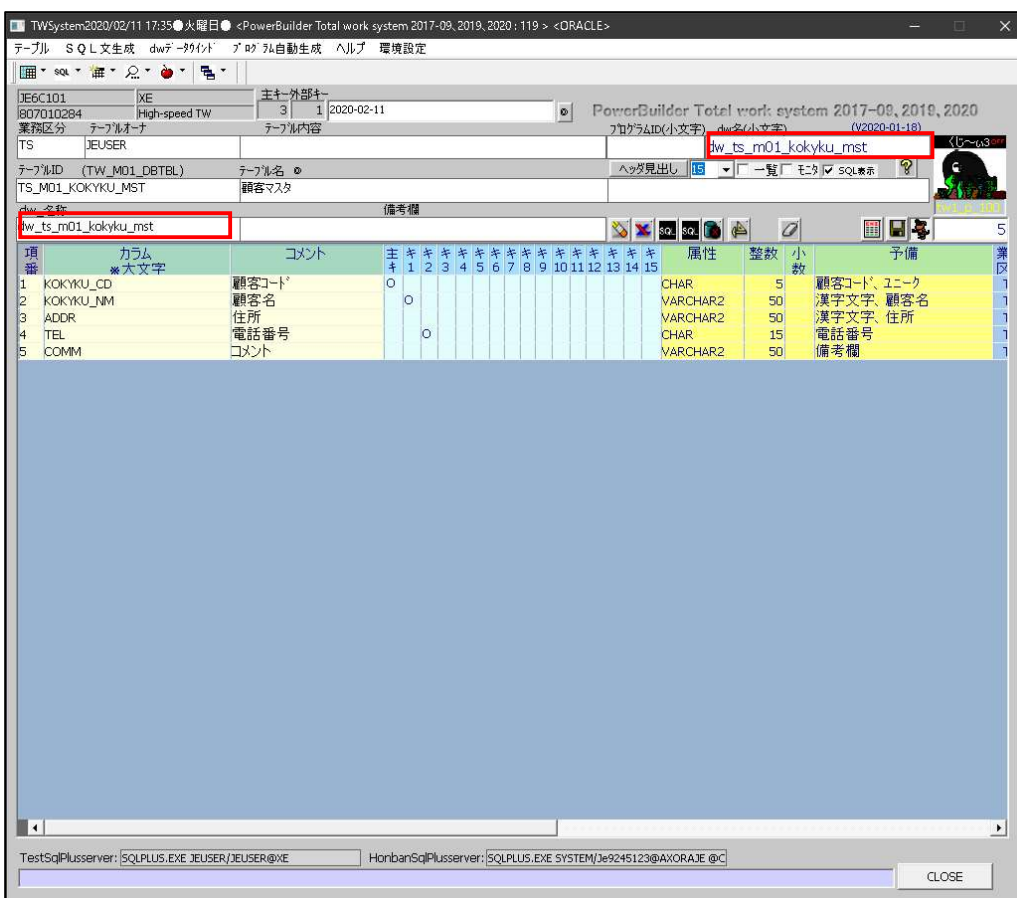 TWSystem2020/02/11 17:35●火曜日● <PowerBuilder Total work system 2017-09、2019、2020 : 119 > <ORACLE>
テーブル ＳＱＬ文生成 dwデータウインド プログラム自動生成 ヘルプ 環境設定
JE6C101 XE 主キー外部キー
807010284 High-speed TW 3 1 2020-02-11 PowerBuilder Total work system 2017-09、2019、2020
業務区分 テーブルオーナ テーブル内容 プログラムID(小文字) dw名(小文字) (V2020-01-18)
TS JEUSER dw_ts_m01_kokyku_mst
テーブルID (TW_M01_DBTBL) テーブル名 ヘッダ見出し 15 一覧 モニタ SQL表示
TS_M01_KOKYKU_MST 顧客マスタ
dw_名称 備考欄
dw_ts_m01_kokyku_mst 5
項番 カラム ※大文字 コメント 主キ キ1 キ2 キ3 キ4 キ5 キ6 キ7 キ8 キ9 キ10 キ11 キ12 キ13 キ14 キ15 属性 整数 小数 予備 業区
1 KOKYKU_CD 顧客コード ○ CHAR 5 顧客コード、ユニーク T
2 KOKYKU_NM 顧客名 ○ VARCHAR2 50 漢字文字、顧客名 T
3 ADDR 住所 VARCHAR2 50 漢字文字、住所 T
4 TEL 電話番号 ○ CHAR 15 電話番号 T
5 COMM コメント VARCHAR2 50 備考欄 T
TestSqlPlusserver: SQLPLUS.EXE JEUSER/JEUSER@XE HonbanSqlPlusserver: SQLPLUS.EXE SYSTEM/Je9245123@AXORAJE @C
CLOSE